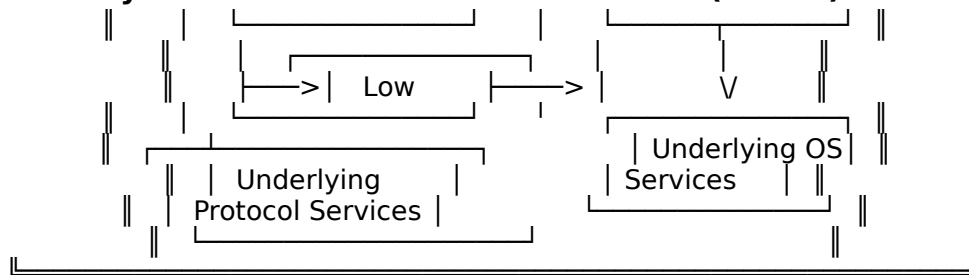 Low
\/
Underlying OS
Underlying Services
Protocol Services